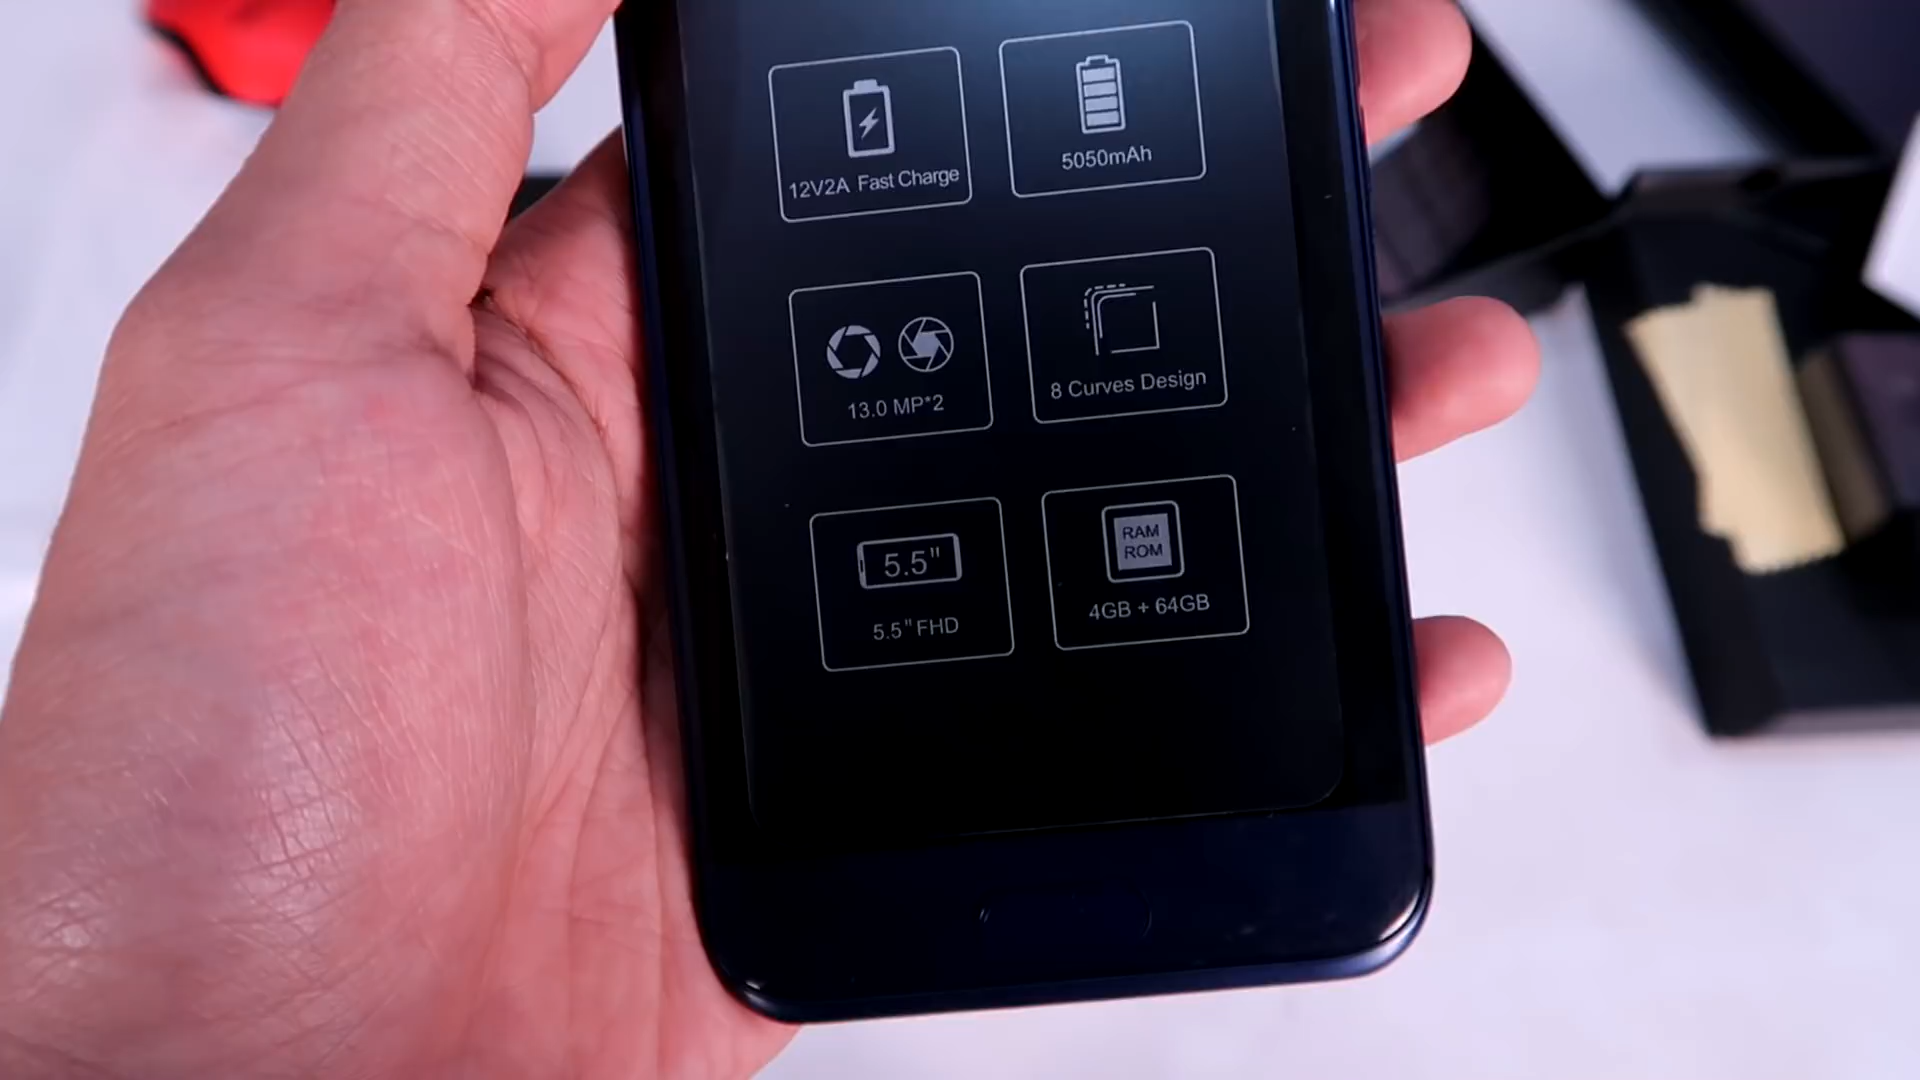 12V2A Fast Charge
5050mAh
13.0 MP*2
8 Curves Design
5.5"
5.5" FHD
RAM
ROM
4GB + 64GB